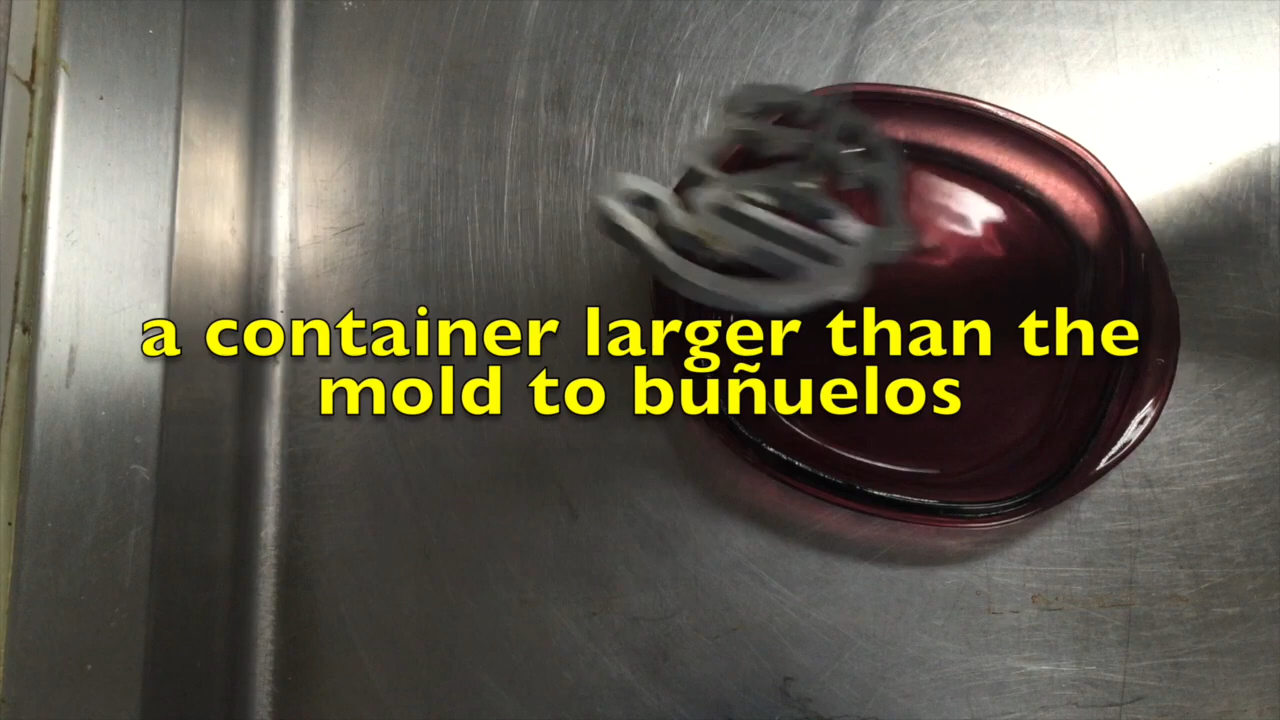 a container larger than the
mold to buñuelos